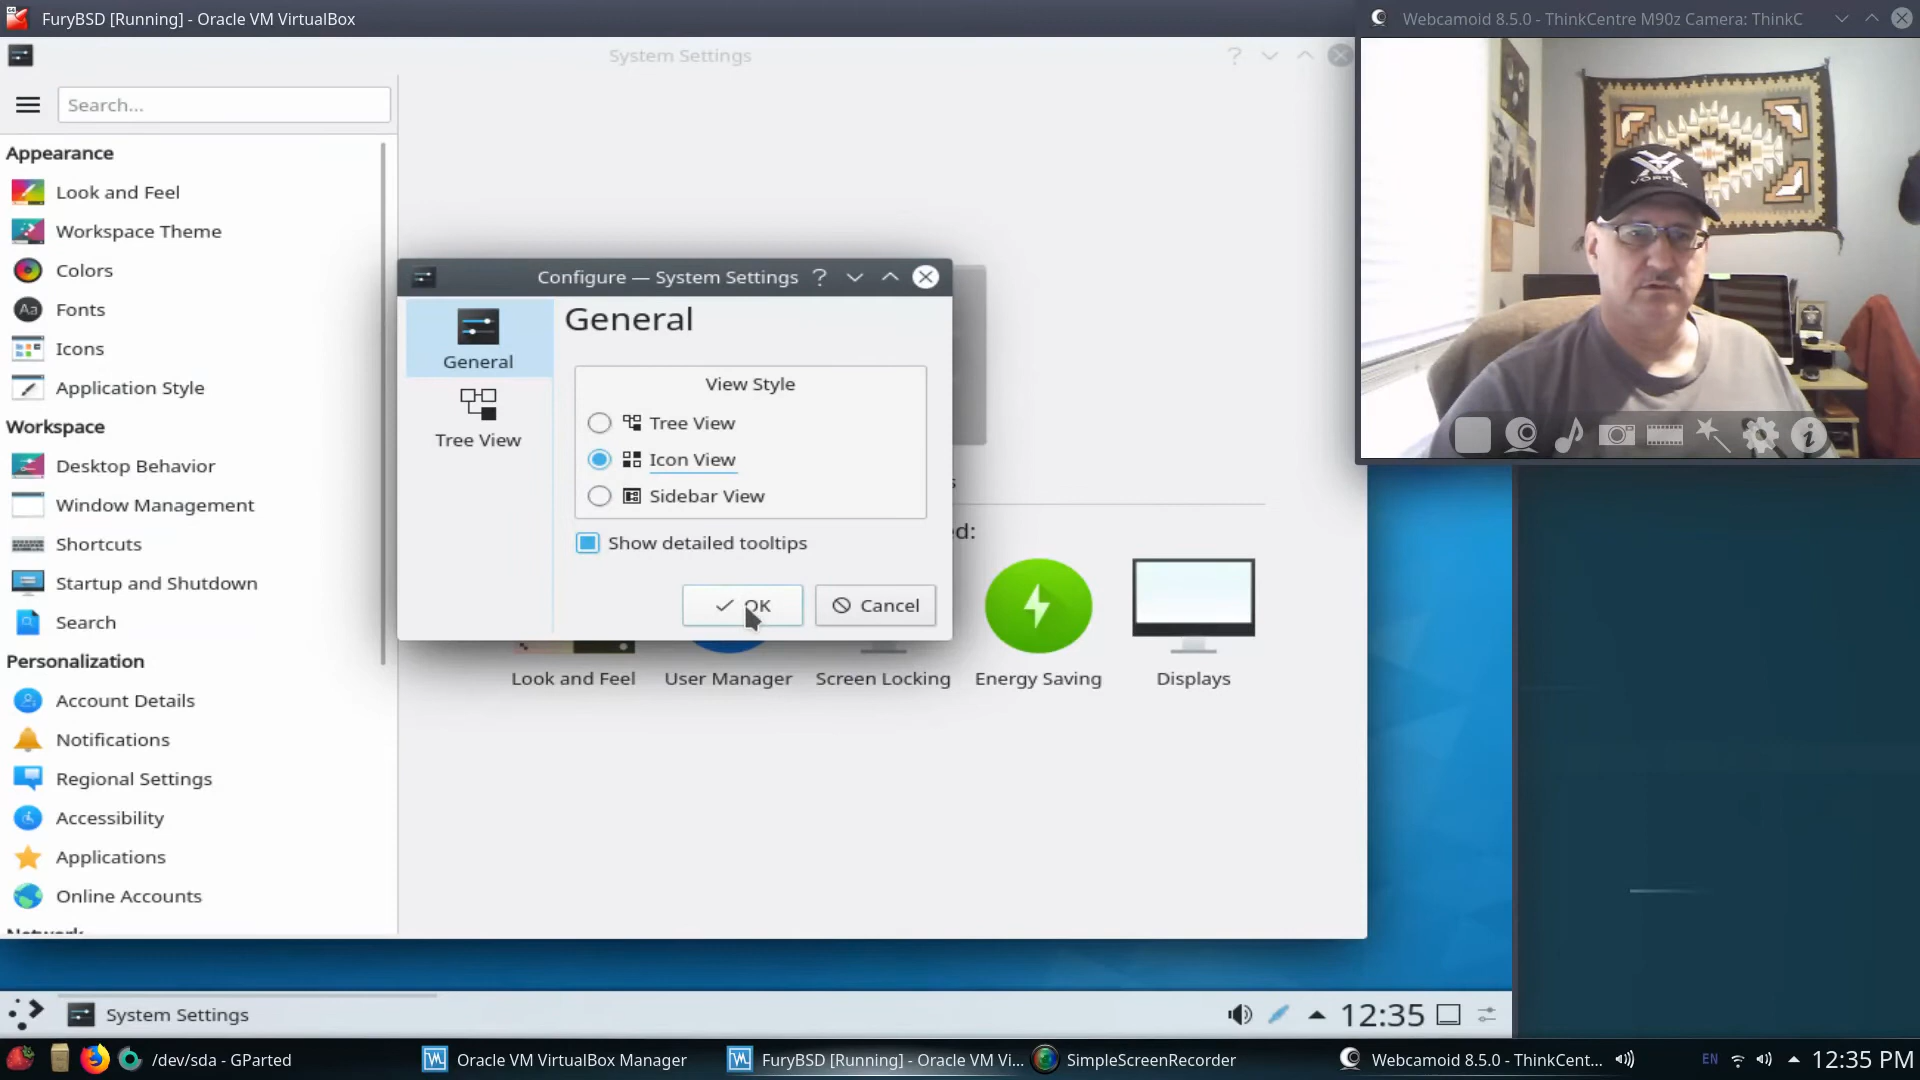 FuryBSD [Running] - Oracle VM VirtualBox
Webcamoid 8.5.0 - ThinkCentre M90z Camera: ThinkC
System Settings
Search...
Appearance
Look and Feel
Workspace Theme
Colors
Fonts
Icons
Application Style
Workspace
Desktop Behavior
Window Management
Shortcuts
Startup and Shutdown
Search
Personalization
Account Details
Notifications
Regional Settings
Accessibility
Applications
Online Accounts
Network
Configure — System Settings
General
Tree View
General
View Style
Tree View
Icon View
Sidebar View
Show detailed tooltips
OK
Cancel
s
ed:
Look and Feel
User Manager
Screen Locking
Energy Saving
Displays
VORTEX
System Settings
12:35
/dev/sda - GParted
Oracle VM VirtualBox Manager
FuryBSD [Running] - Oracle VM Vi...
SimpleScreenRecorder
Webcamoid 8.5.0 - ThinkCent...
EN
12:35 PM